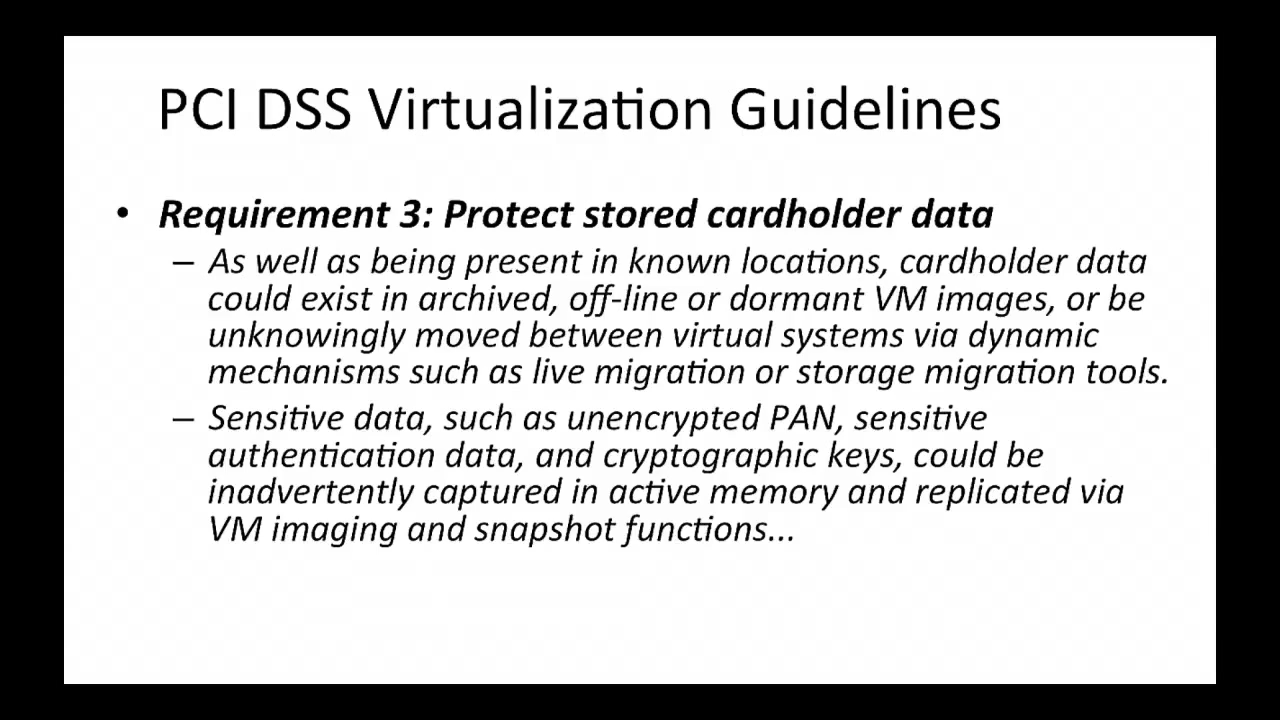 PCI DSS Virtualization Guidelines
• Requirement 3: Protect stored cardholder data
– As well as being present in known locations, cardholder data
could exist in archived, off-line or dormant VM images, or be
unknowingly moved between virtual systems via dynamic
mechanisms such as live migration or storage migration tools.
– Sensitive data, such as unencrypted PAN, sensitive
authentication data, and cryptographic keys, could be
inadvertently captured in active memory and replicated via
VM imaging and snapshot functions...